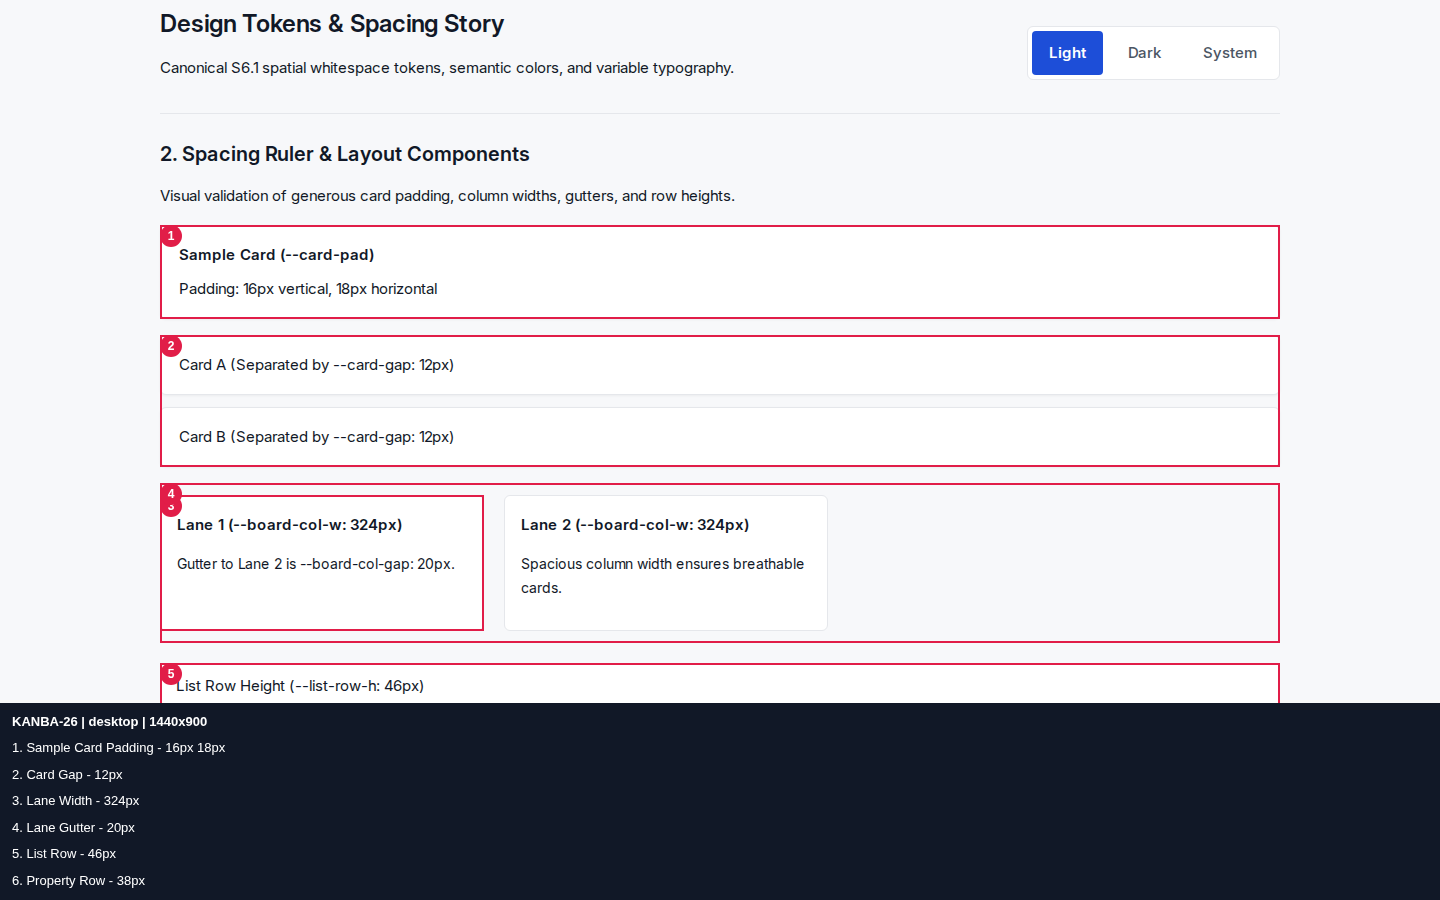 Design Tokens & Spacing Story
Canonical S6.1 spatial whitespace tokens, semantic colors, and variable typography.
Light
Dark
System
2. Spacing Ruler & Layout Components
Visual validation of generous card padding, column widths, gutters, and row heights.
1
Sample Card (--card-pad)
Padding: 16px vertical, 18px horizontal
2
Card A (Separated by --card-gap: 12px)
Card B (Separated by --card-gap: 12px)
4
3
Lane 1 (--board-col-w: 324px)
Gutter to Lane 2 is --board-col-gap: 20px.
Lane 2 (--board-col-w: 324px)
Spacious column width ensures breathable
cards.
5
List Row Height (--list-row-h: 46px)
KANBA-26 | desktop | 1440x900
1. Sample Card Padding - 16px 18px
2. Card Gap - 12px
3. Lane Width - 324px
4. Lane Gutter - 20px
5. List Row - 46px
6. Property Row - 38px